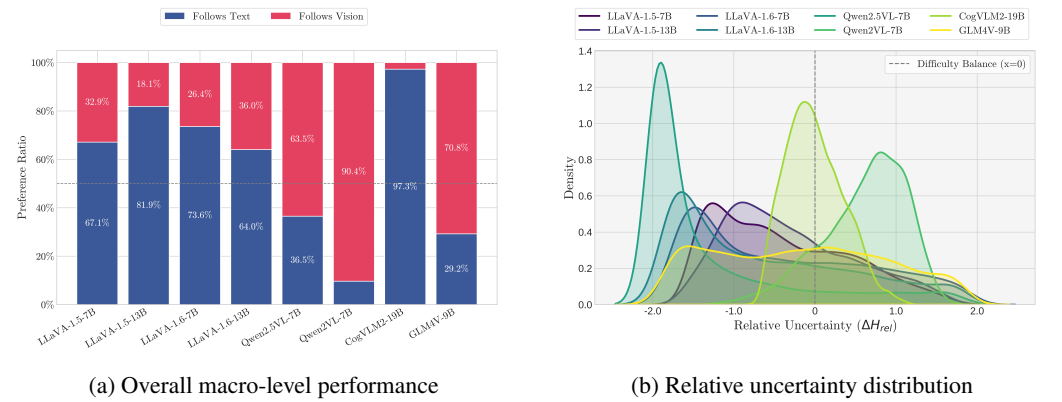 Follows Text Follows Vision
100%
80%
60%
40%
20%
0%
Preference Ratio
32.9%
67.1%
18.1%
81.9%
26.4%
73.6%
36.0%
64.0%
63.5%
36.5%
90.4%
97.3%
70.8%
29.2%
LLaVA-1.5-7B
LLaVA-1.5-13B
LLaVA-1.6-7B
LLaVA-1.6-13B
Qwen2.5VL-7B
Qwen2VL-7B
CogVLM2-19B
GLM4V-9B
(a) Overall macro-level performance
LLaVA-1.5-7B LLaVA-1.6-7B Qwen2.5VL-7B CogVLM2-19B
LLaVA-1.5-13B LLaVA-1.6-13B Qwen2VL-7B GLM4V-9B
Difficulty Balance (x=0)
1.4
1.2
1.0
0.8
0.6
0.4
0.2
0.0
Density
-2.0 -1.0 0 1.0 2.0
Relative Uncertainty (ΔH_rel)
(b) Relative uncertainty distribution